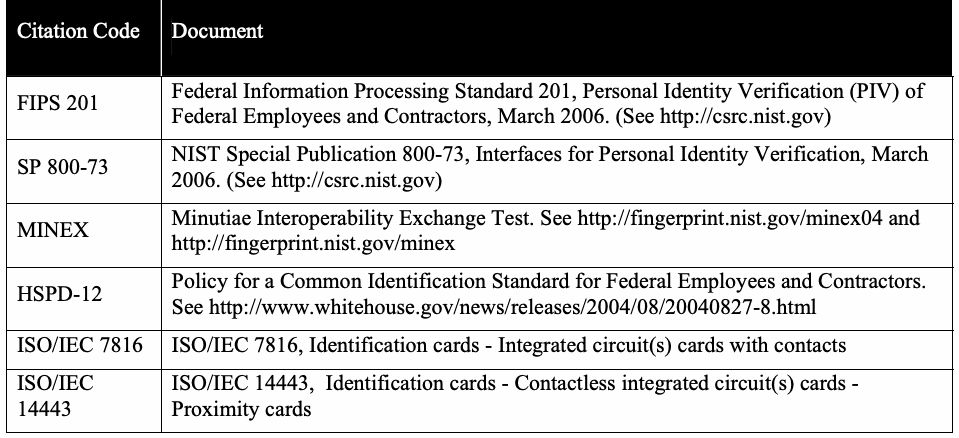 Citation Code Document
FIPS 201
Federal Information Processing Standard 201, Personal Identity Verification (PIV) of
Federal Employees and Contractors, March 2006. (See http://csrc.nist.gov)
SP 800-73
NIST Special Publication 800-73, Interfaces for Personal Identity Verification, March
2006. (See http://csrc.nist.gov)
MINEX
Minutiae Interoperability Exchange Test. See http://fingerprint.nist.gov/minex04 and
http://fingerprint.nist.gov/minex
HSPD-12
Policy for a Common Identification Standard for Federal Employees and Contractors.
See http://www.whitehouse.gov/news/releases/2004/08/20040827-8.html
ISO/IEC 7816 ISO/IEC 7816, Identification cards - Integrated circuit(s) cards with contacts
ISO/IEC
14443
ISO/IEC 14443,  Identification cards - Contactless integrated circuit(s) cards -
Proximity cards